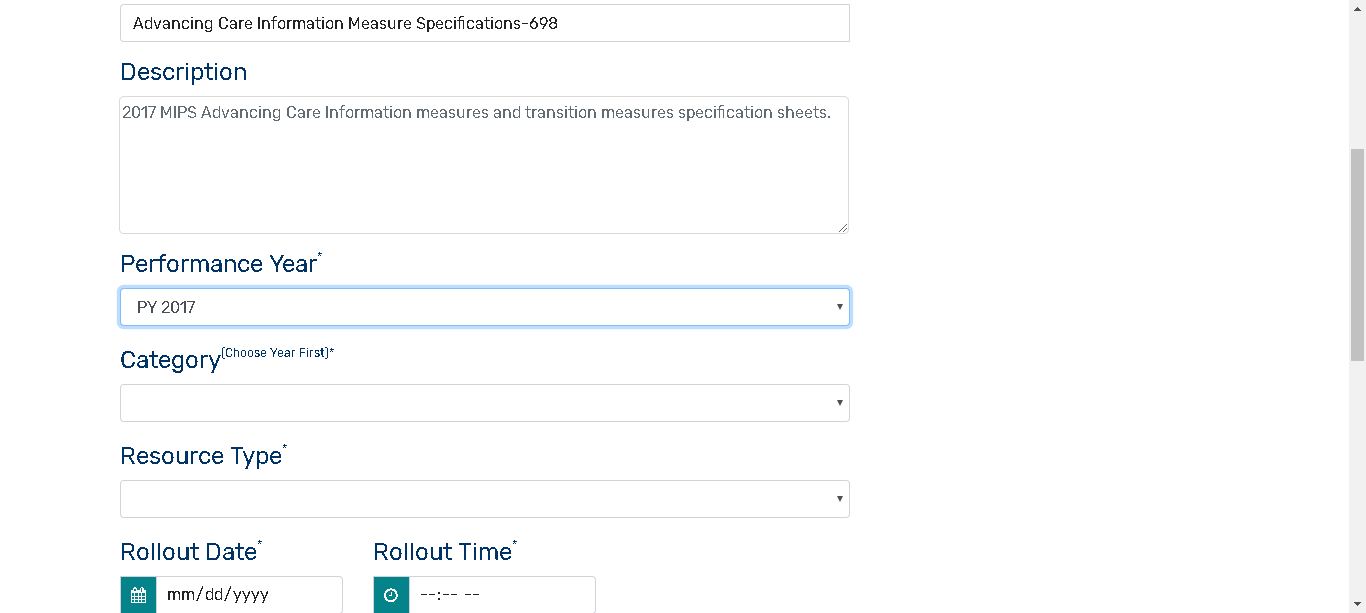 Advancing Care Information Measure Specifications-698
Description
2017 MIPS Advancing Care Information measures and transition measures specification sheets.
Performance Year*
PY 2017
Category(Choose Year First)*
Resource Type*
Rollout Date* Rollout Time*
mm/dd/yyyy --:-- --